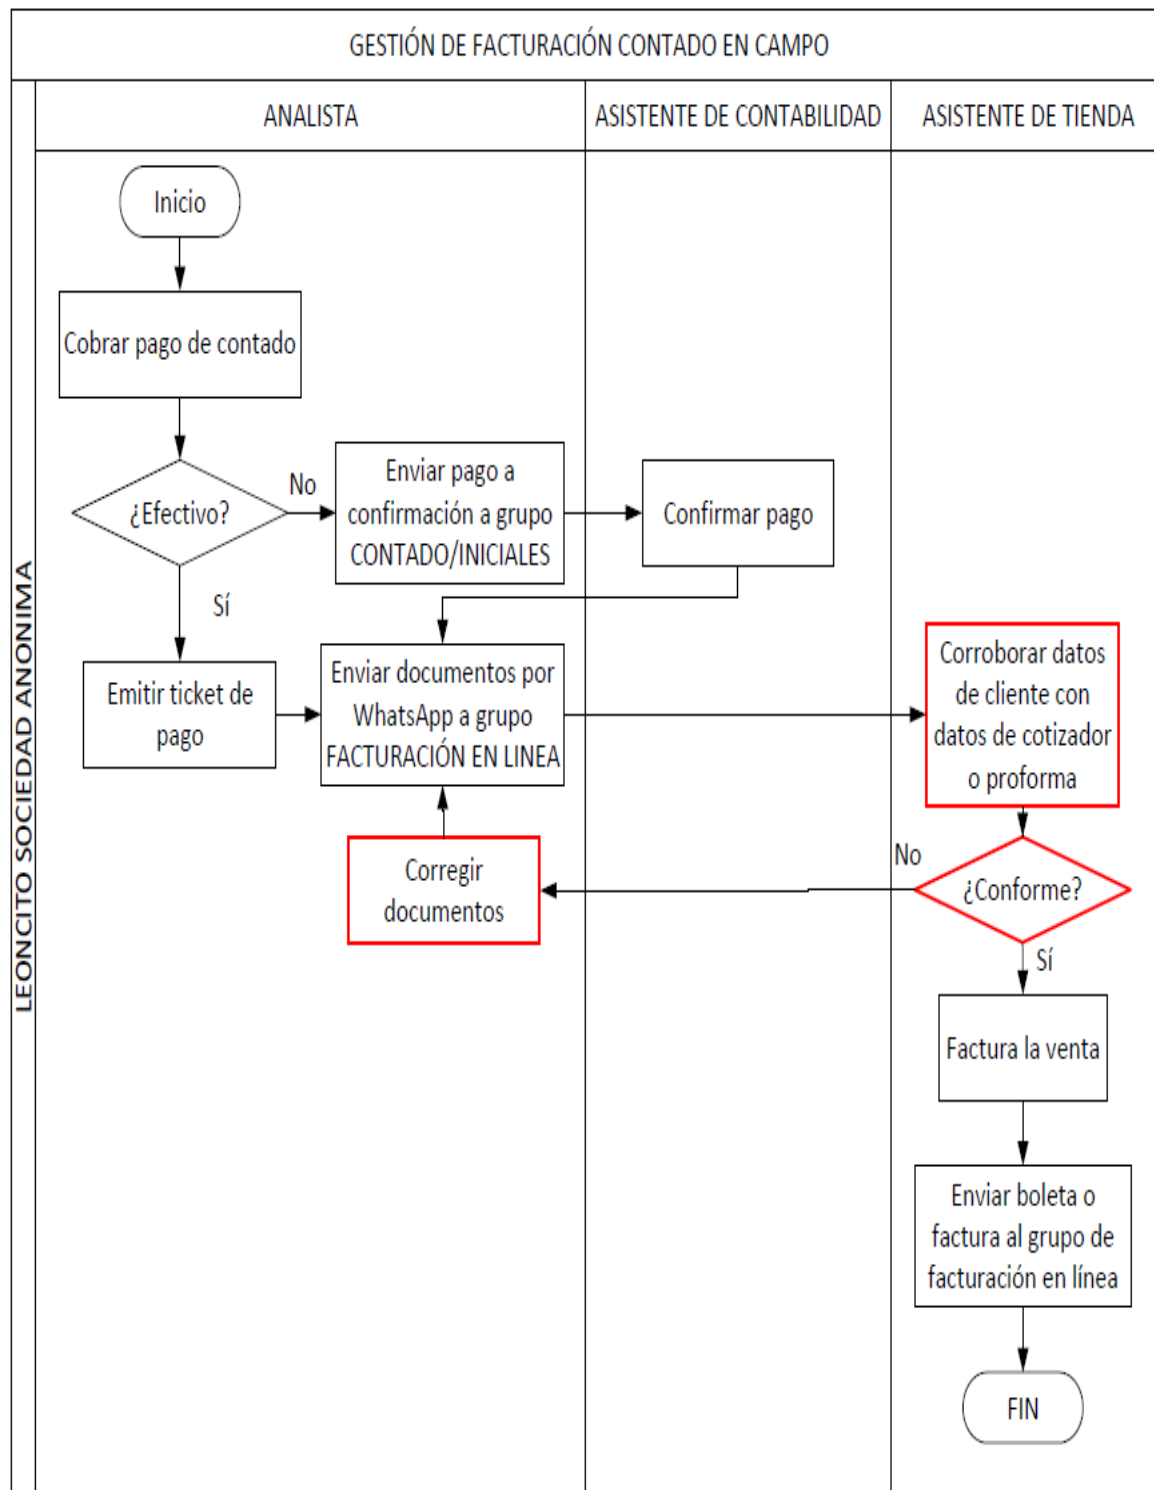 GESTIÓN DE FACTURACIÓN CONTADO EN CAMPO
LEONCITO SOCIEDAD ANONIMA
ANALISTA
ASISTENTE DE CONTABILIDAD
ASISTENTE DE TIENDA
Inicio
Cobrar pago de contado
¿Efectivo?
No
Enviar pago a
confirmación a grupo
CONTADO/INICIALES
Confirmar pago
Sí
Emitir ticket de
pago
Enviar documentos por
WhatsApp a grupo
FACTURACIÓN EN LINEA
Corroborar datos
de cliente con
datos de cotizador
o proforma
¿Conforme?
No
Corregir
documentos
Sí
Factura la venta
Enviar boleta o
factura al grupo de
facturación en línea
FIN